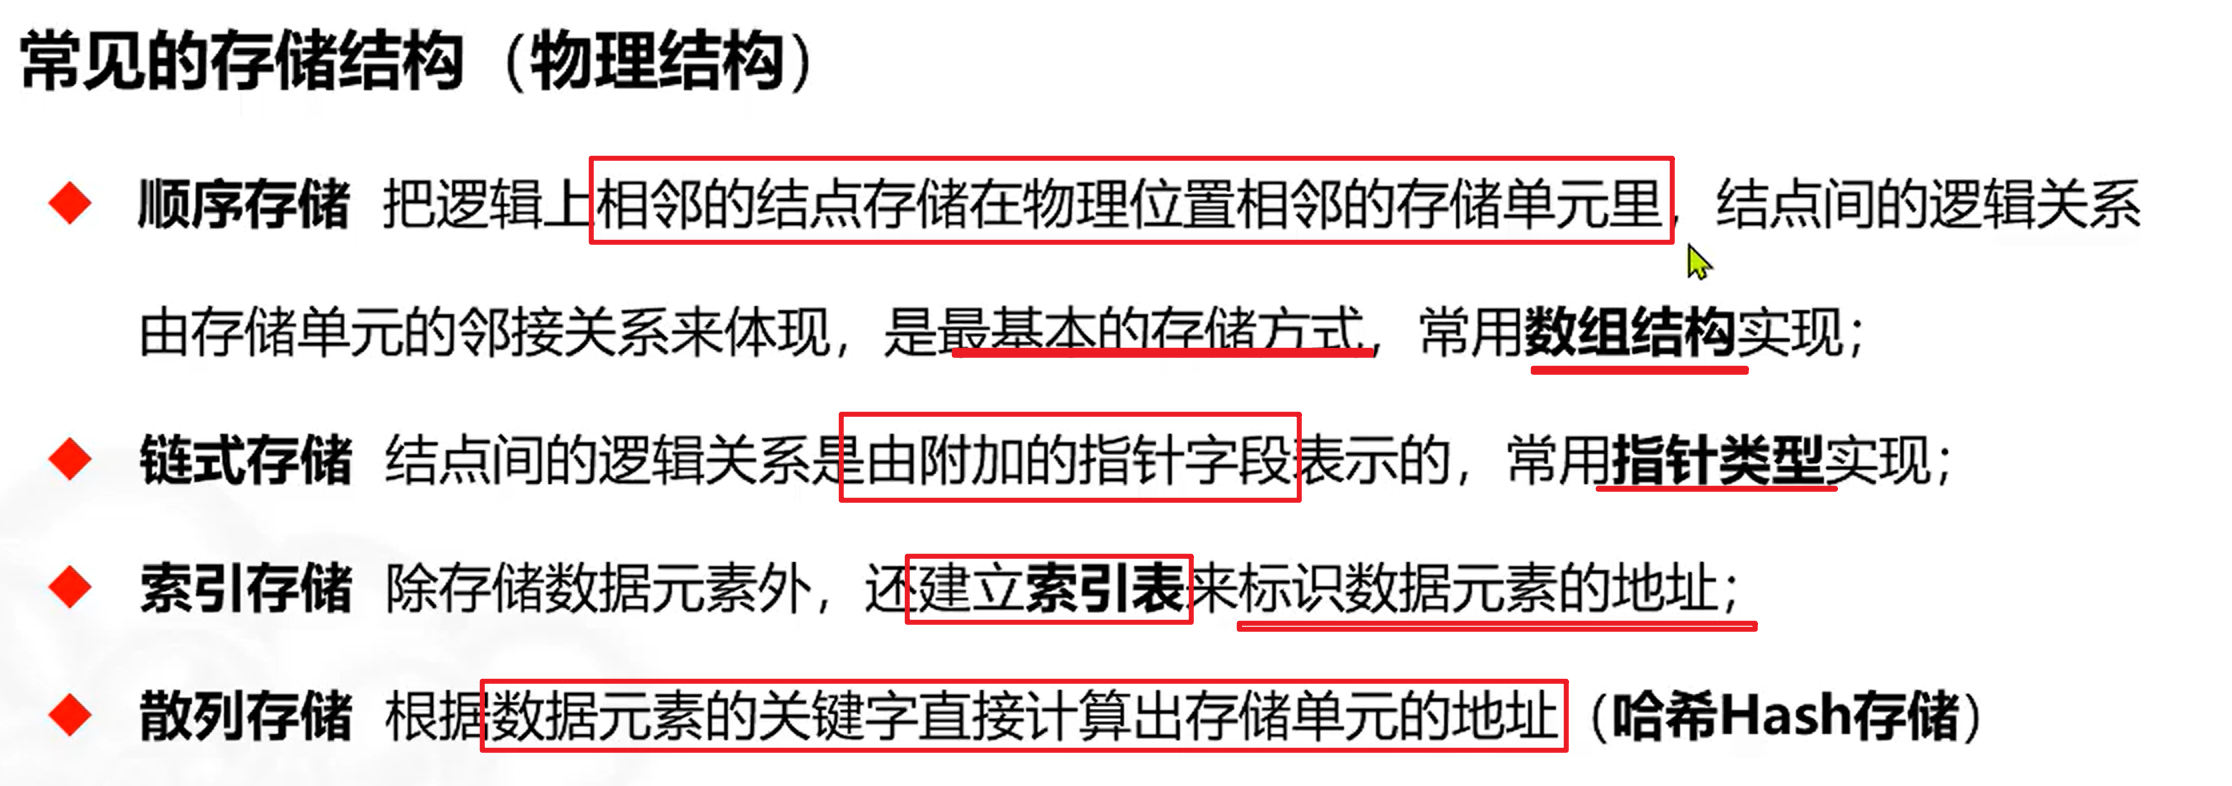 常见的存储结构（物理结构）
顺序存储 把逻辑上相邻的结点存储在物理位置相邻的存储单元里，结点间的逻辑关系
由存储单元的邻接关系来体现，是最基本的存储方式，常用数组结构实现；
链式存储 结点间的逻辑关系是由附加的指针字段表示的，常用指针类型实现；
索引存储 除存储数据元素外，还建立索引表来标识数据元素的地址；
散列存储 根据数据元素的关键字直接计算出存储单元的地址（哈希Hash存储）